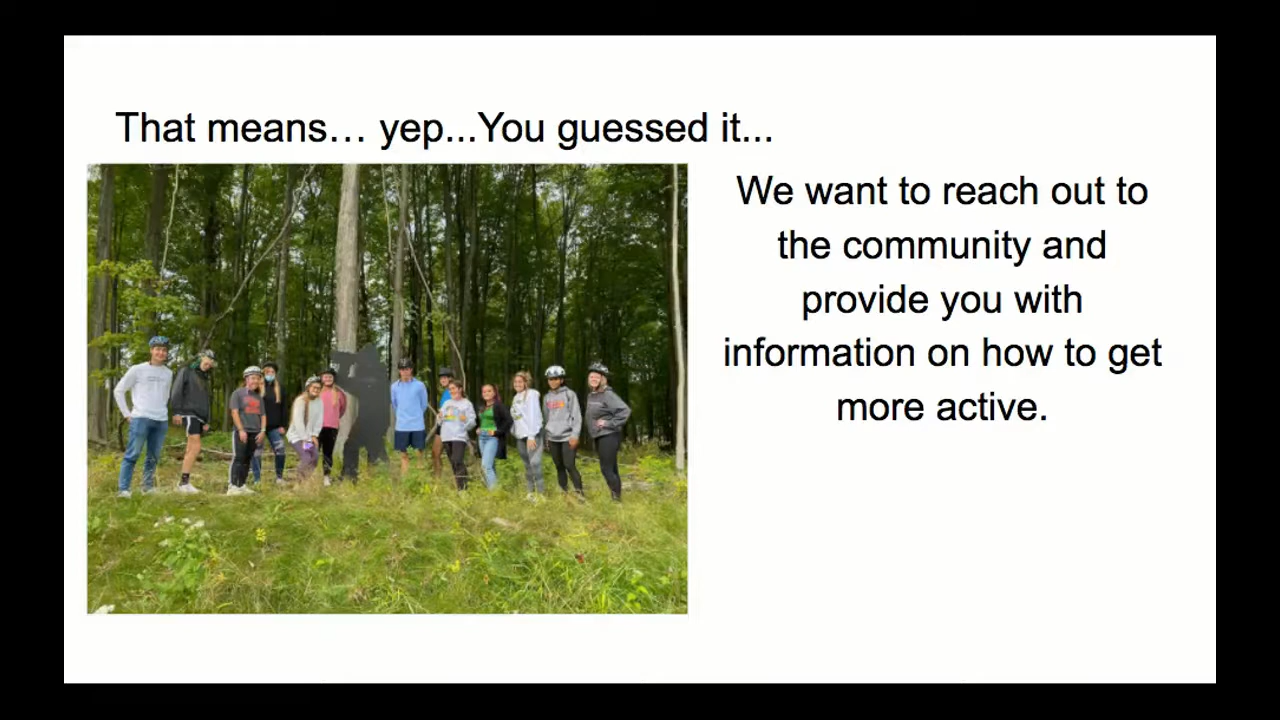 That means… yep...You guessed it...
We want to reach out to
the community and
provide you with
information on how to get
more active.